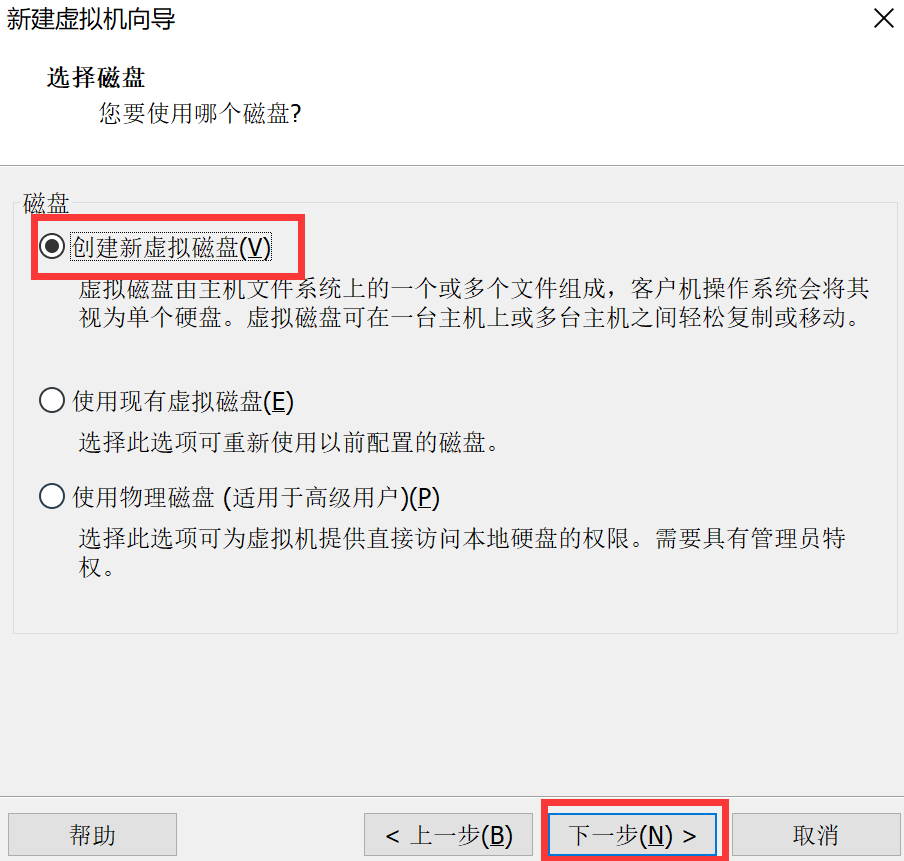 新建虚拟机向导
选择磁盘
您要使用哪个磁盘?
磁盘
创建新虚拟磁盘(V)
虚拟磁盘由主机文件系统上的一个或多个文件组成，客户机操作系统会将其
视为单个硬盘。虚拟磁盘可在一台主机上或多台主机之间轻松复制或移动。
使用现有虚拟磁盘(E)
选择此选项可重新使用以前配置的磁盘。
使用物理磁盘 (适用于高级用户)(P)
选择此选项可为虚拟机提供直接访问本地硬盘的权限。需要具有管理员特
权。
帮助
< 上一步(B)
下一步(N) >
取消